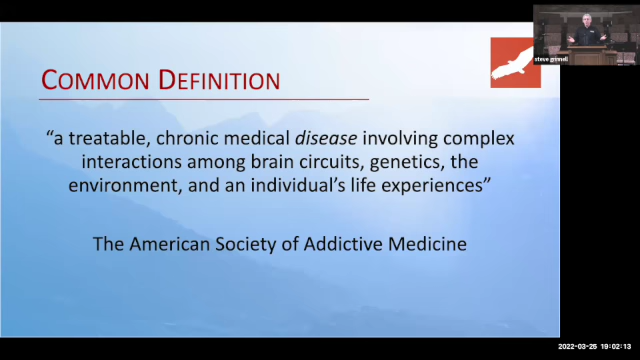 COMMON DEFINITION
steve grinnell
“a treatable, chronic medical disease involving complex
interactions among brain circuits, genetics, the
environment, and an individual’s life experiences”
The American Society of Addictive Medicine
2022-03-25 19:02:13